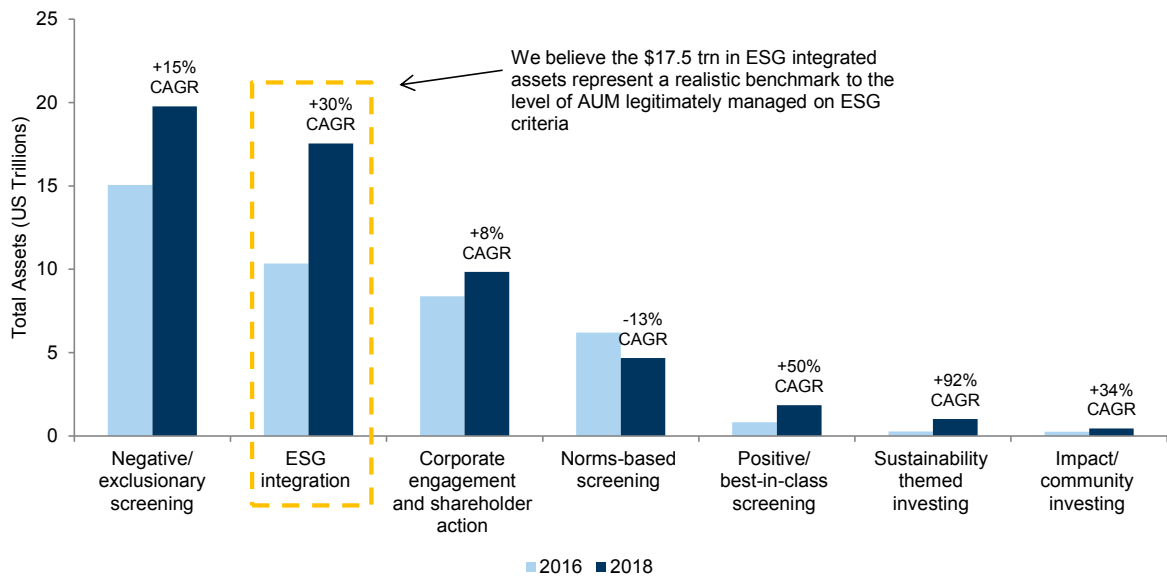 25
20
15
10
5
0
Total Assets (US Trillions)
We believe the $17.5 trn in ESG integrated
assets represent a realistic benchmark to the
level of AUM legitimately managed on ESG
criteria
+15%
CAGR
+30%
CAGR
+8%
CAGR
-13%
CAGR
+50%
CAGR
+92%
CAGR
+34%
CAGR
Negative/
exclusionary
screening
ESG
integration
Corporate
engagement
and shareholder
action
Norms-based
screening
Positive/
best-in-class
screening
Sustainability
themed
investing
Impact/
community
investing
2016
2018